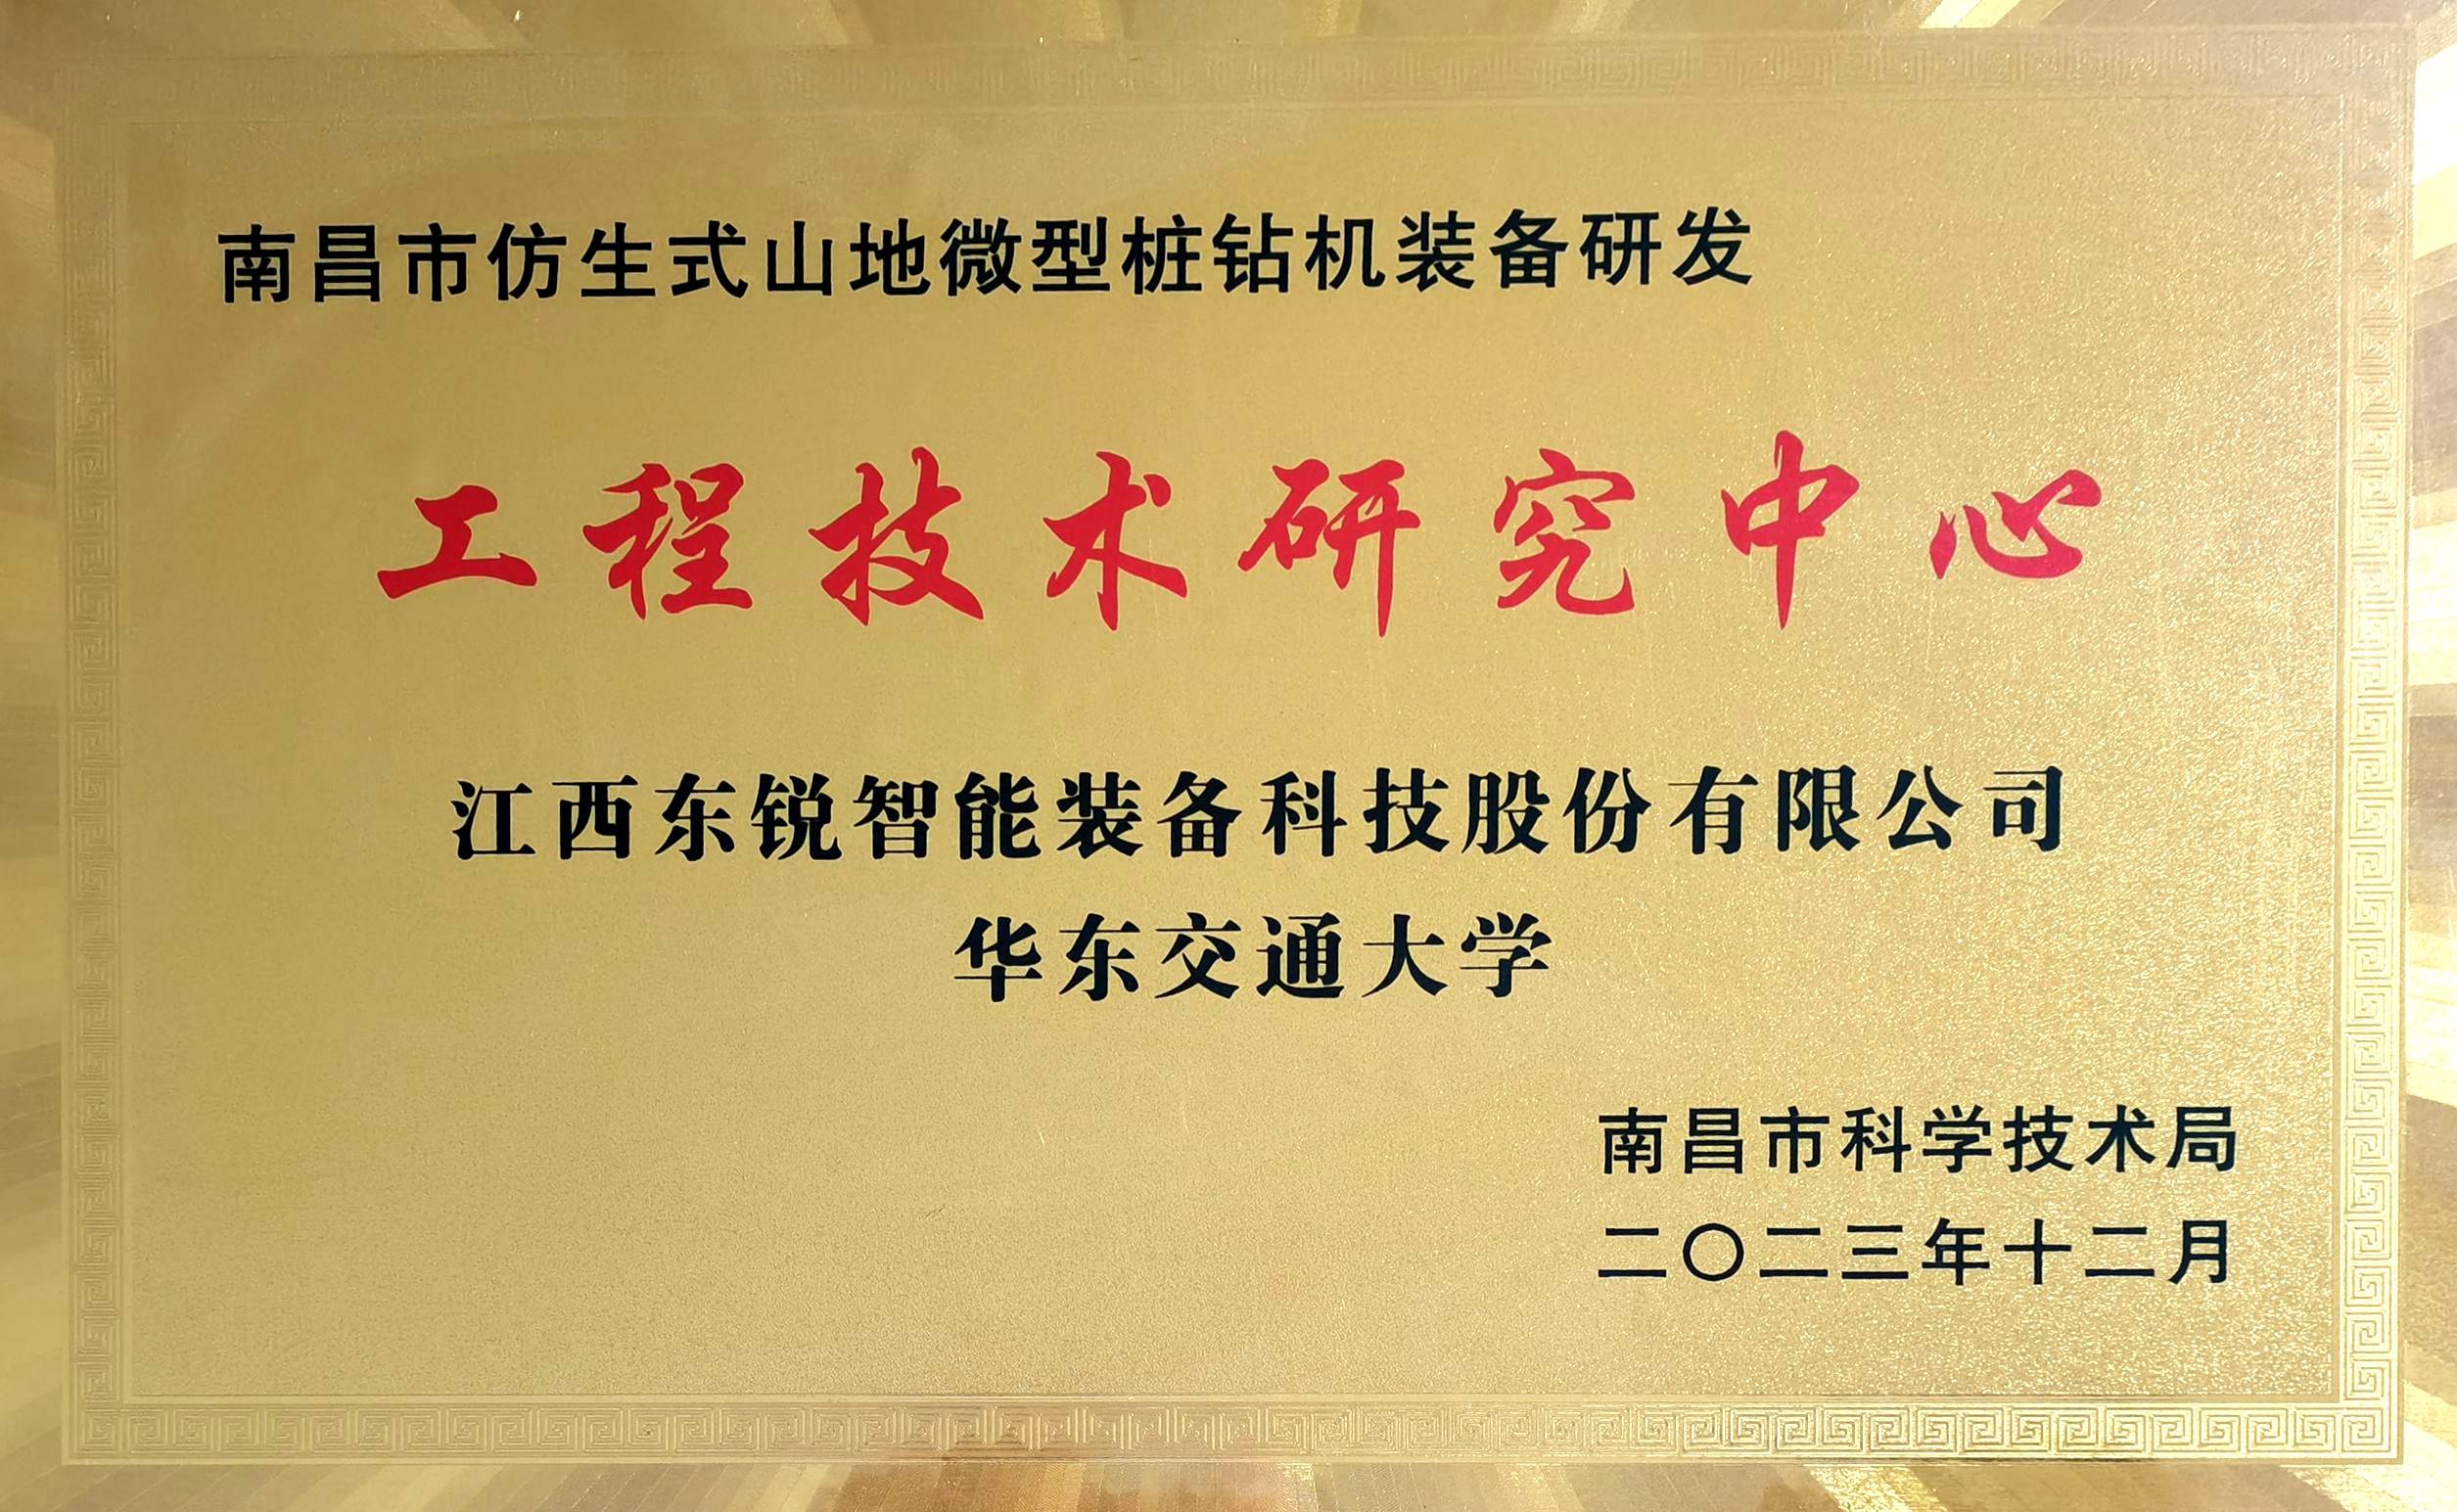 南昌市仿生式山地微型桩钻机装备研发
工程技术研究中心
江西东锐智能装备科技股份有限公司
华东交通大学
南昌市科学技术局
二〇二三年十二月